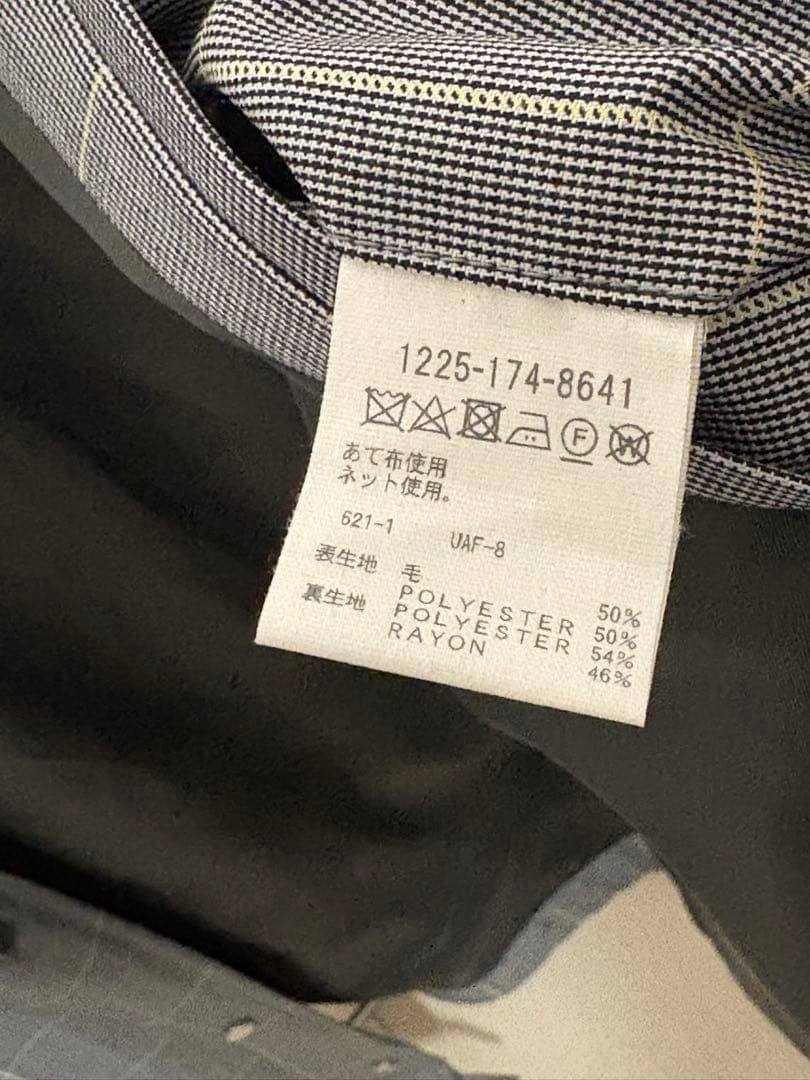 1225-174-8641
F W
あて布使用
ネット使用。
621-1 UAF-8
表生地 毛 50%
POLYESTER 50%
裏生地 POLYESTER 54%
RAYON 46%